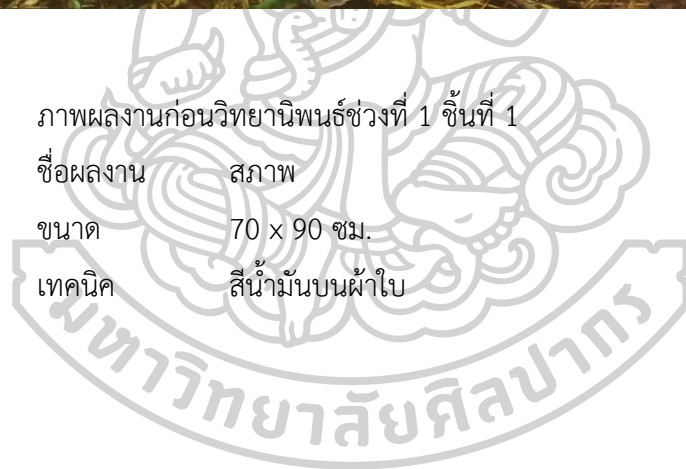 ภาพผลงานก่อนวิทยานิพนธ์ช่วงที่ 1 ชิ้นที่ 1
ชื่อผลงาน สภาพ
ขนาด 70 x 90 ซม.
เทคนิค สีน้ำมันบนผ้าใบ
มหาวิทยาลัยศิลปากร